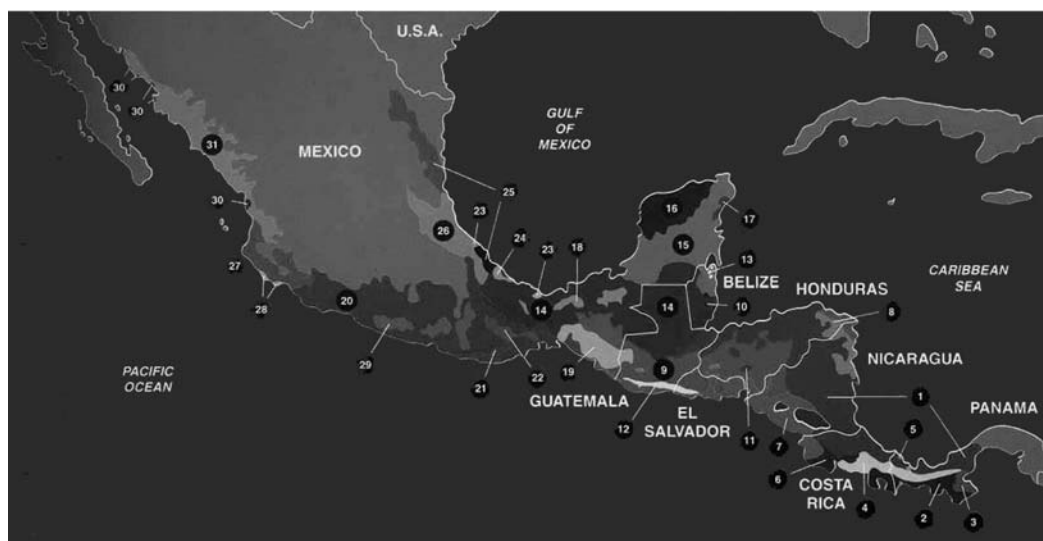 U.S.A.
30
30
GULF
OF
MEXICO
31
MEXICO
25
30
26
23
24
23
18
16
17
15
13
BELIZE
CARIBBEAN
SEA
27
28
20
14
14
10
HONDURAS
8
PACIFIC
OCEAN
29
21
22
19
9
NICARAGUA
GUATEMALA
12
EL
SALVADOR
11
7
1
PANAMA
5
6
COSTA
RICA
4
2
3